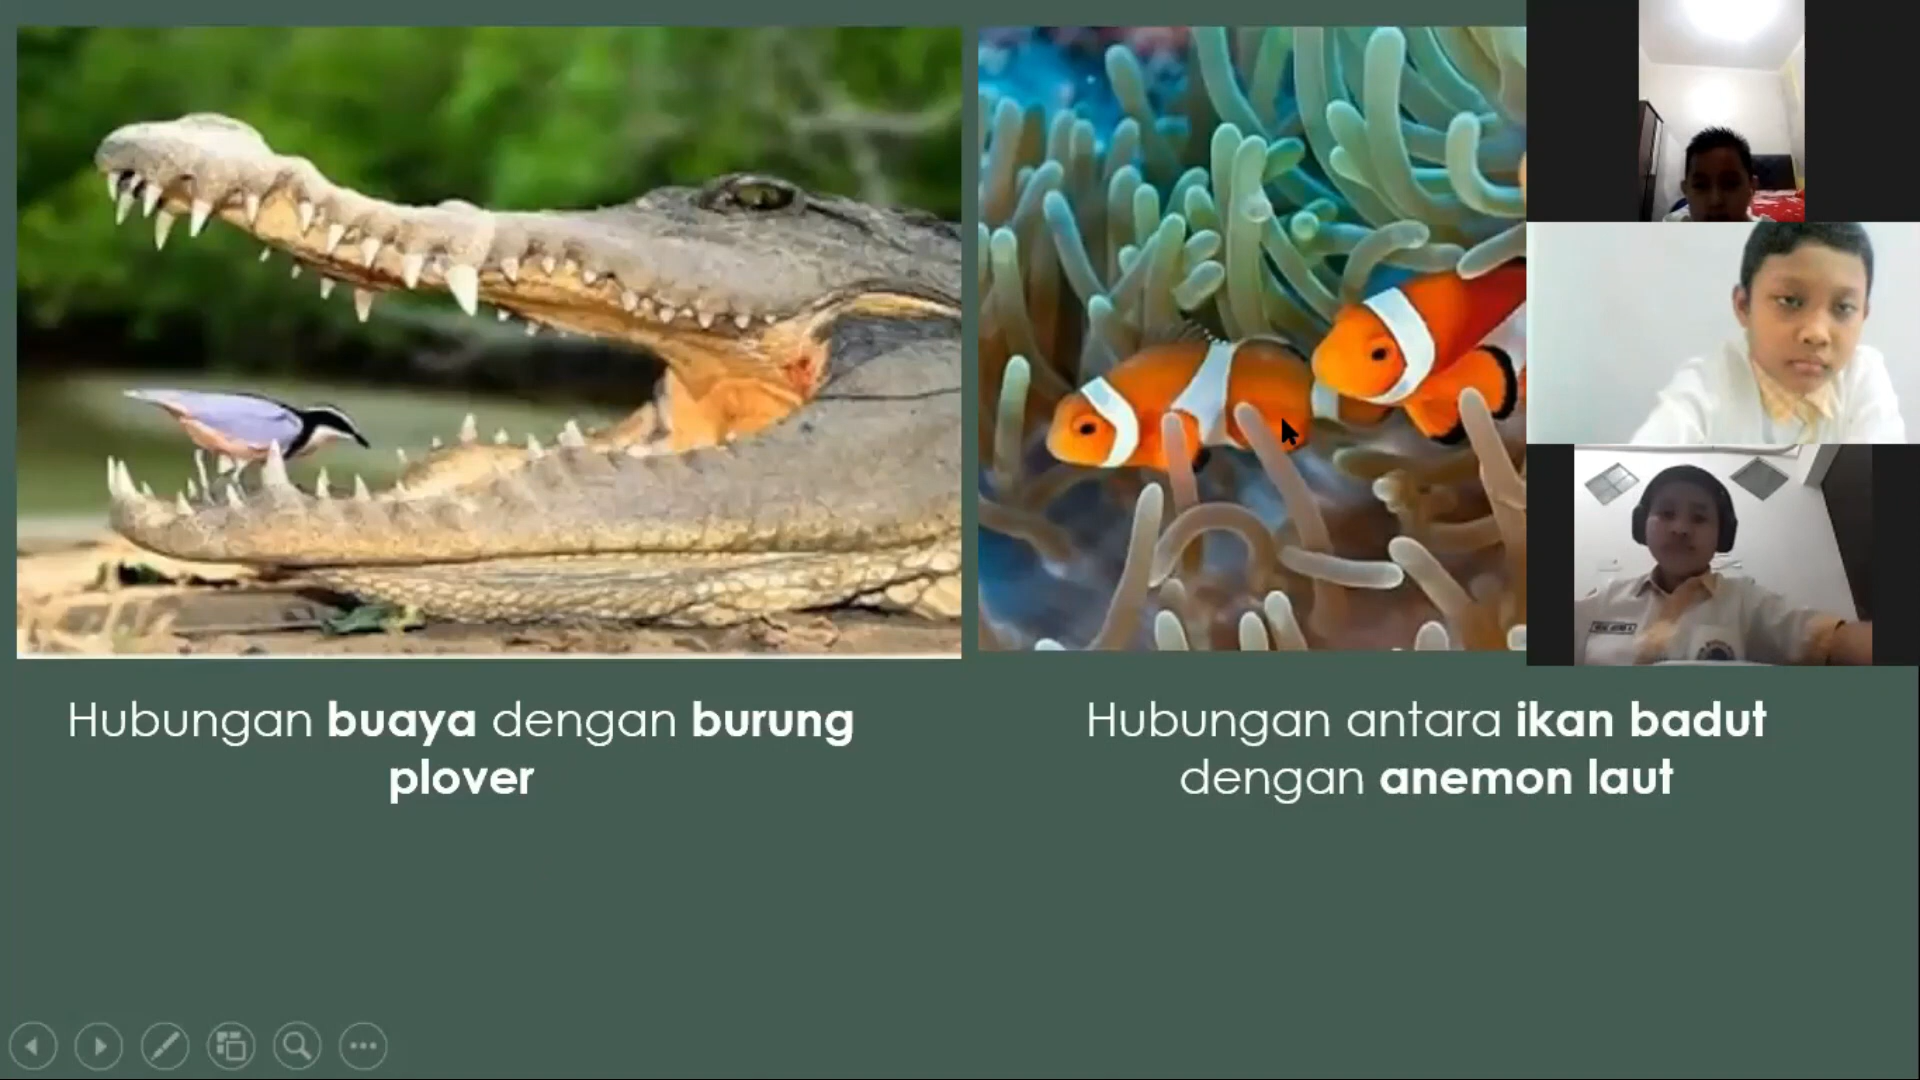 Hubungan buaya dengan burung
plover
Hubungan antara ikan badut
dengan anemon laut